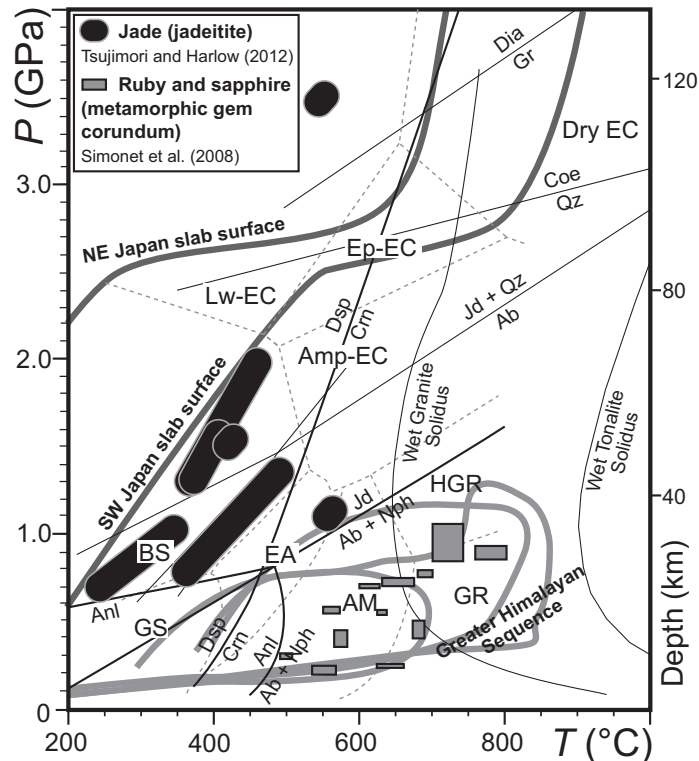 Jade (jadeitite)
Tsujimori and Harlow (2012)
Ruby and sapphire
(metamorphic gem
corundum)
Simonet et al. (2008)
P (GPa)
3.0
2.0
1.0
0
120
80
40
0
Depth (km)
200
400
600
800
T (°C)
Dia
Gr
Dry EC
Coe
Qz
NE Japan slab surface
Ep-EC
Lw-EC
Dsp
Crn
Jd + Qz
Ab
Amp-EC
SW Japan slab surface
Wet Granite
Solidus
Wet Tonalite
Solidus
HGR
Jd
Ab + Nph
BS
EA
Anl
AM
GR
GS
Dsp
Crn
Anl
Ab + Nph
Greater Himalayan
Sequence